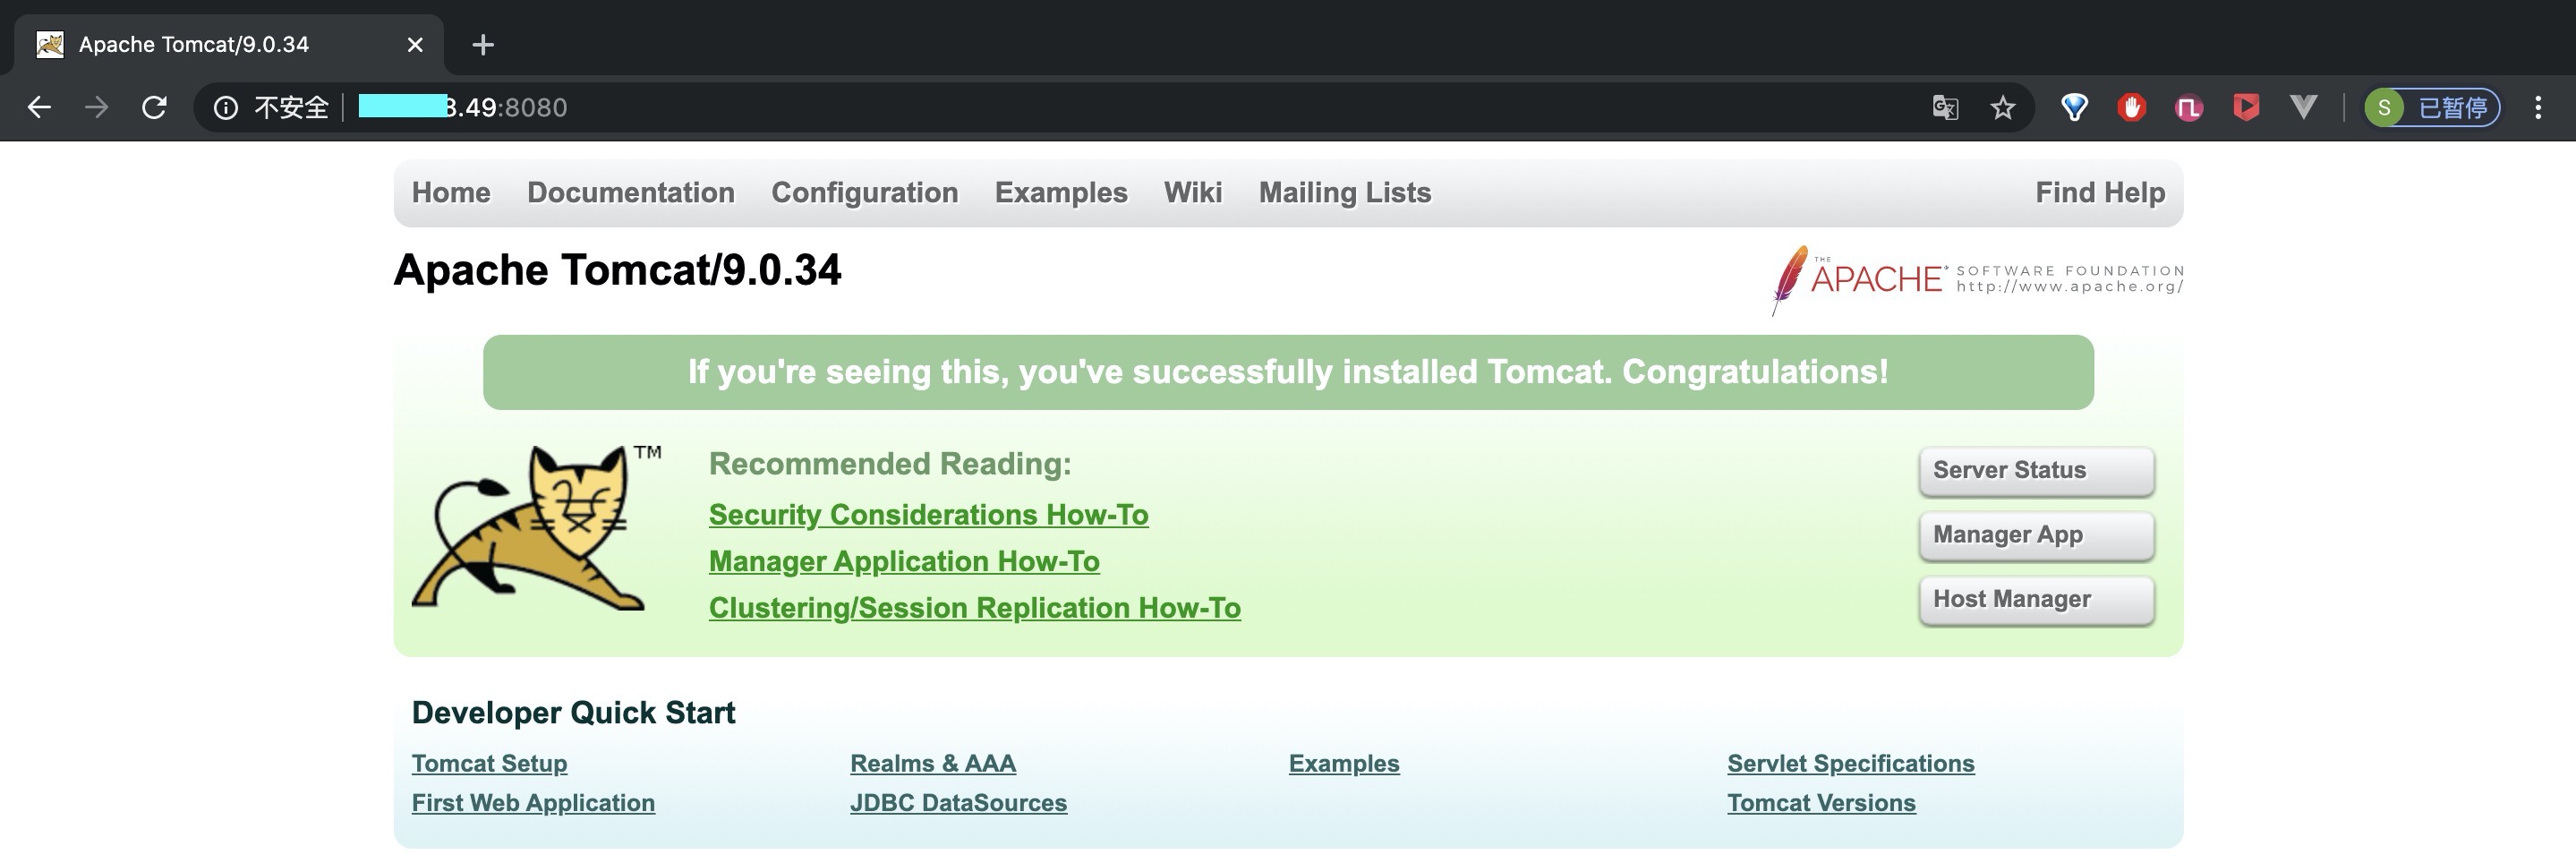 Apache Tomcat/9.0.34
不安全 8.49:8080
S 已暂停
Home Documentation Configuration Examples Wiki Mailing Lists Find Help
Apache Tomcat/9.0.34
THE APACHE® SOFTWARE FOUNDATION
http://www.apache.org/
If you're seeing this, you've successfully installed Tomcat. Congratulations!
TM
Recommended Reading:
Security Considerations How-To
Manager Application How-To
Clustering/Session Replication How-To
Server Status
Manager App
Host Manager
Developer Quick Start
Tomcat Setup Realms & AAA Examples Servlet Specifications
First Web Application JDBC DataSources Tomcat Versions